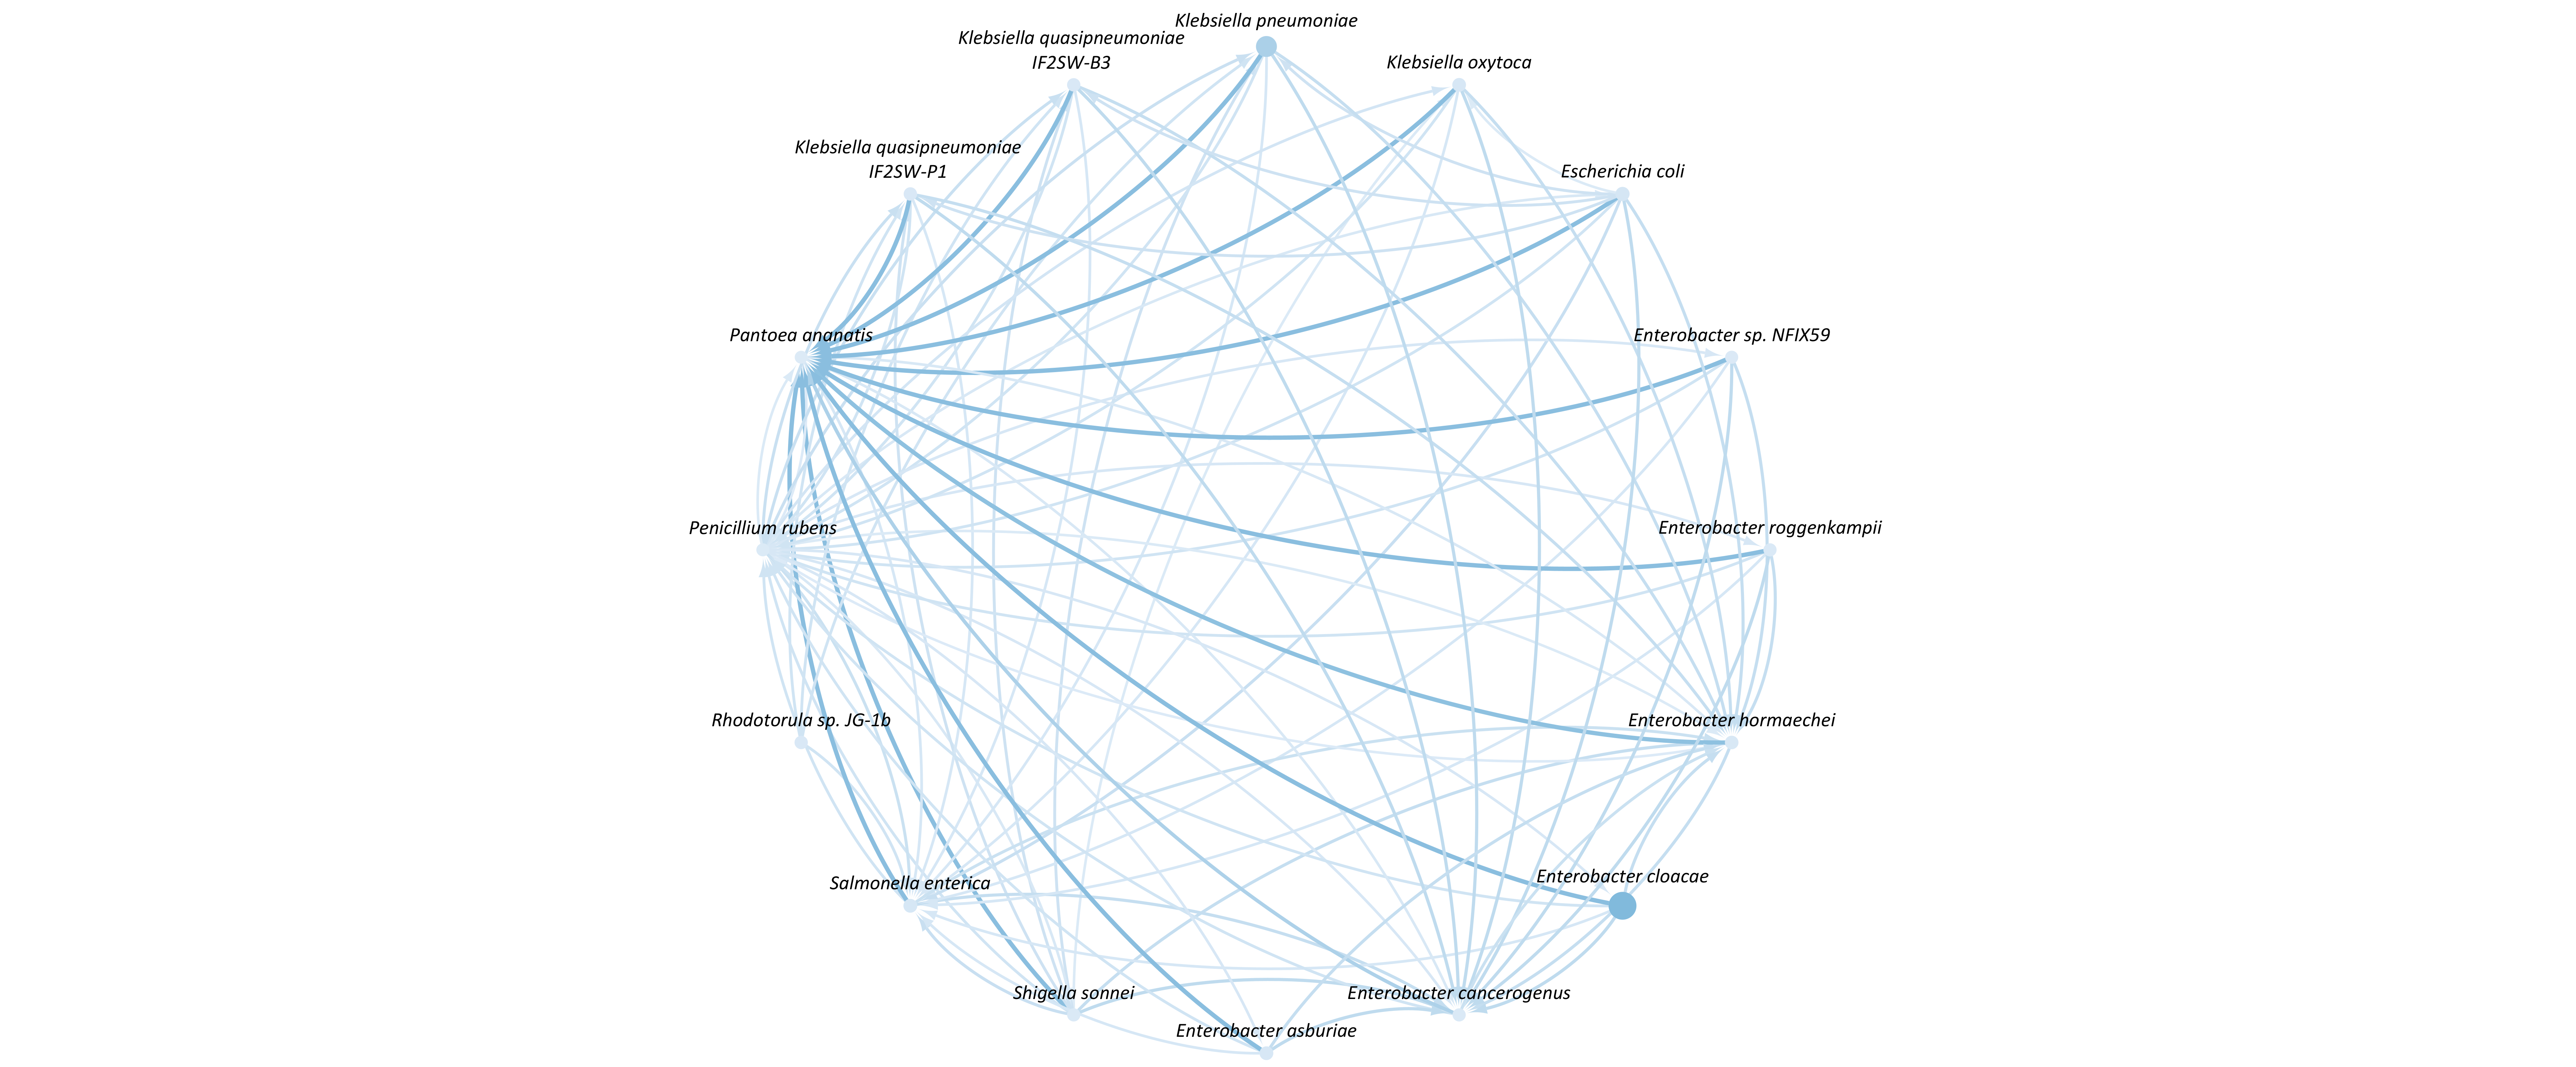 Klebsiella pneumoniae
Klebsiella quasipneumoniae
IF2SW-B3
Klebsiella oxytoca
Klebsiella quasipneumoniae
IF2SW-P1
Escherichia coli
Pantoea ananatis
Enterobacter sp. NFIX59
Penicillium rubens
Enterobacter roggenkampii
Rhodotorula sp. JG-1b
Enterobacter hormaechei
Salmonella enterica
Enterobacter cloacae
Shigella sonnei
Enterobacter cancerogenus
Enterobacter asburiae